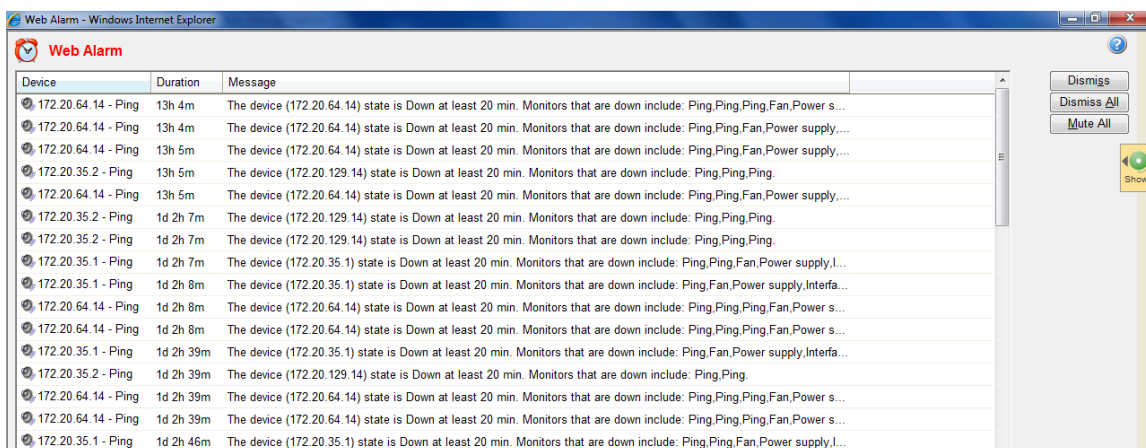 Web Alarm - Windows Internet Explorer
Web Alarm
Device Duration Message
172.20.64.14 - Ping 13h 4m The device (172.20.64.14) state is Down at least 20 min. Monitors that are down include: Ping,Ping,Ping,Fan,Power s...
172.20.64.14 - Ping 13h 4m The device (172.20.64.14) state is Down at least 20 min. Monitors that are down include: Ping,Ping,Fan,Power supply,...
172.20.64.14 - Ping 13h 5m The device (172.20.64.14) state is Down at least 20 min. Monitors that are down include: Ping,Ping,Fan,Power supply,...
172.20.35.2 - Ping 13h 5m The device (172.20.129.14) state is Down at least 20 min. Monitors that are down include: Ping,Ping,Ping.
172.20.64.14 - Ping 13h 5m The device (172.20.64.14) state is Down at least 20 min. Monitors that are down include: Ping,Ping,Fan,Power supply,...
172.20.35.2 - Ping 1d 2h 7m The device (172.20.129.14) state is Down at least 20 min. Monitors that are down include: Ping,Ping,Ping.
172.20.35.2 - Ping 1d 2h 7m The device (172.20.129.14) state is Down at least 20 min. Monitors that are down include: Ping,Ping,Ping.
172.20.35.1 - Ping 1d 2h 7m The device (172.20.35.1) state is Down at least 20 min. Monitors that are down include: Ping,Ping,Fan,Power supply,I...
172.20.35.1 - Ping 1d 2h 8m The device (172.20.35.1) state is Down at least 20 min. Monitors that are down include: Ping,Fan,Power supply,Interfa...
172.20.64.14 - Ping 1d 2h 8m The device (172.20.64.14) state is Down at least 20 min. Monitors that are down include: Ping,Ping,Ping,Fan,Power s...
172.20.64.14 - Ping 1d 2h 8m The device (172.20.64.14) state is Down at least 20 min. Monitors that are down include: Ping,Ping,Ping,Fan,Power s...
172.20.35.1 - Ping 1d 2h 39m The device (172.20.35.1) state is Down at least 20 min. Monitors that are down include: Ping,Fan,Power supply,Interfa...
172.20.35.2 - Ping 1d 2h 39m The device (172.20.129.14) state is Down at least 20 min. Monitors that are down include: Ping,Ping.
172.20.64.14 - Ping 1d 2h 39m The device (172.20.64.14) state is Down at least 20 min. Monitors that are down include: Ping,Ping,Ping,Fan,Power s...
172.20.64.14 - Ping 1d 2h 39m The device (172.20.64.14) state is Down at least 20 min. Monitors that are down include: Ping,Ping,Ping,Fan,Power s...
172.20.35.1 - Ping 1d 2h 46m The device (172.20.35.1) state is Down at least 20 min. Monitors that are down include: Ping,Ping,Fan,Power supply,I...
Dismiss
Dismiss All
Mute All
Show